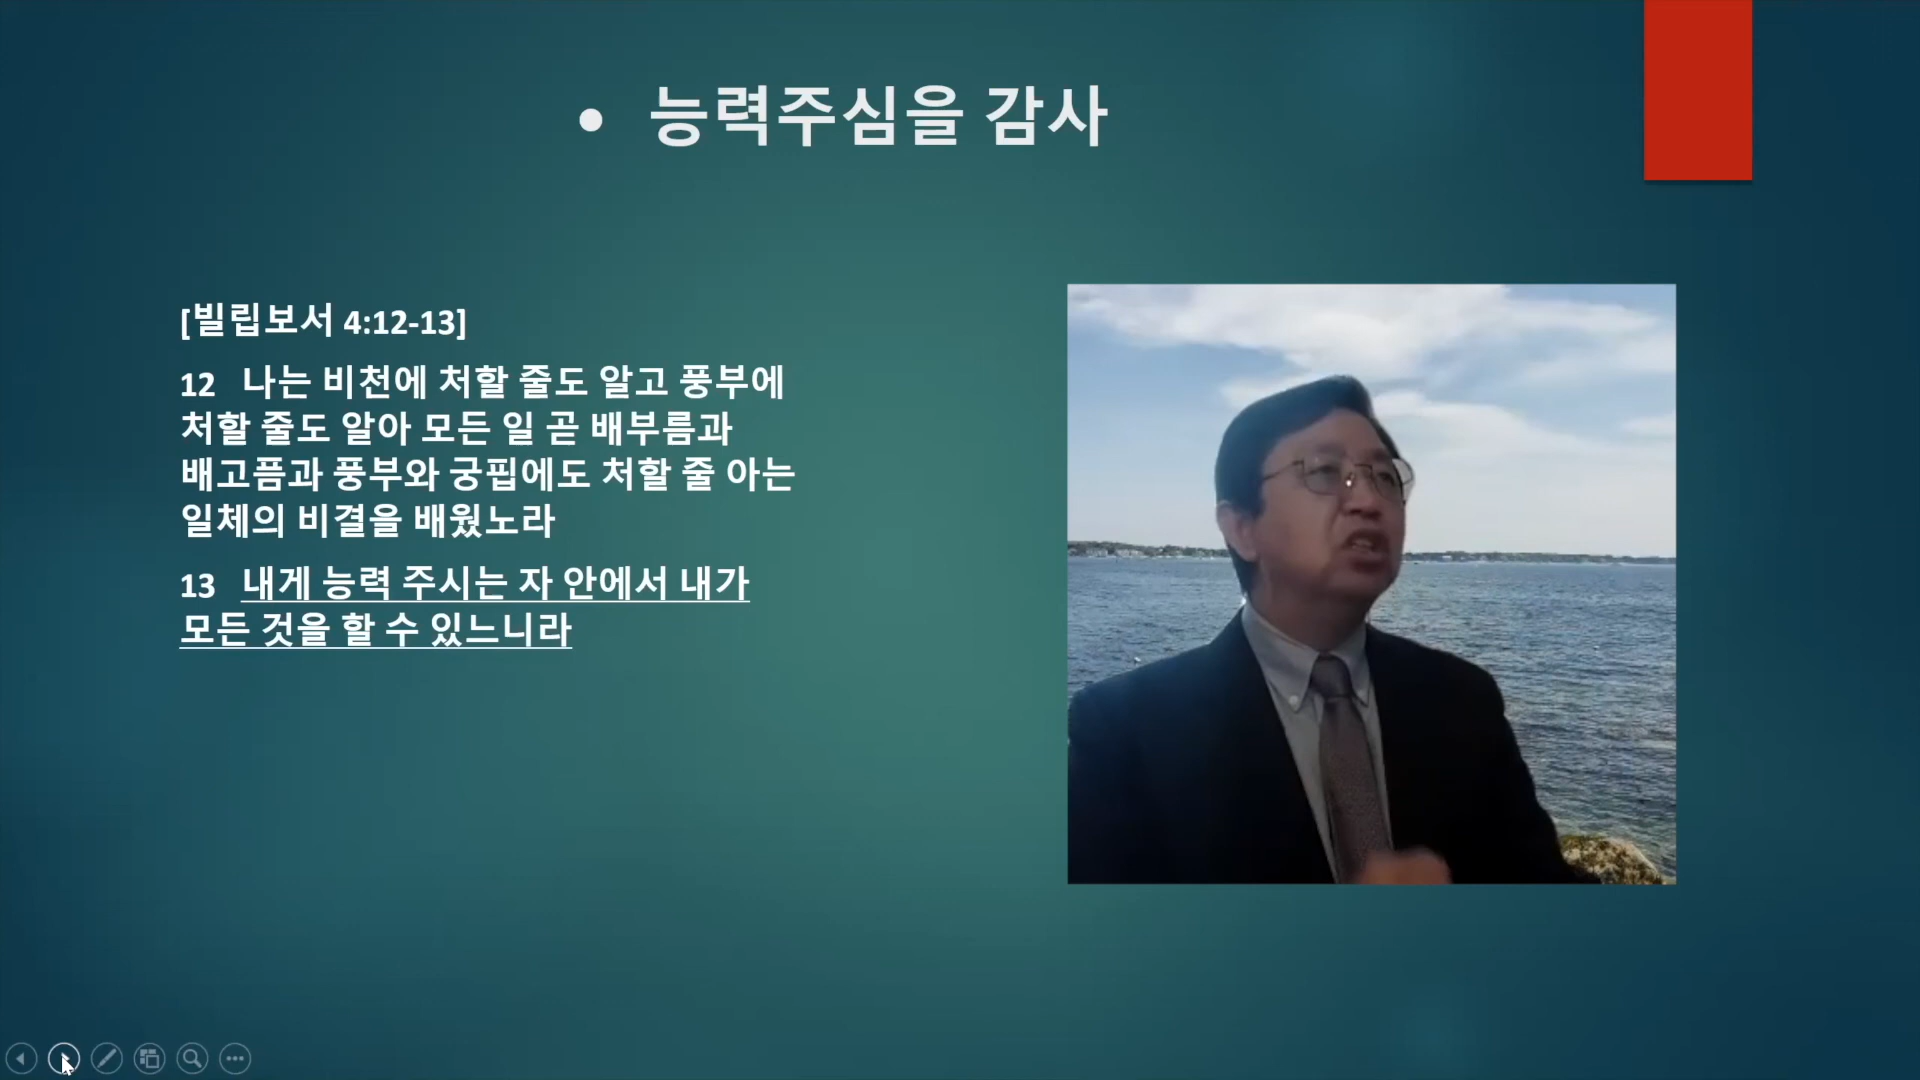 • 능력주심을 감사
[빌립보서 4:12-13]
12 나는 비천에 처할 줄도 알고 풍부에
처할 줄도 알아 모든 일 곧 배부름과
배고픔과 풍부와 궁핍에도 처할 줄 아는
일체의 비결을 배웠노라
13 내게 능력 주시는 자 안에서 내가
모든 것을 할 수 있느니라